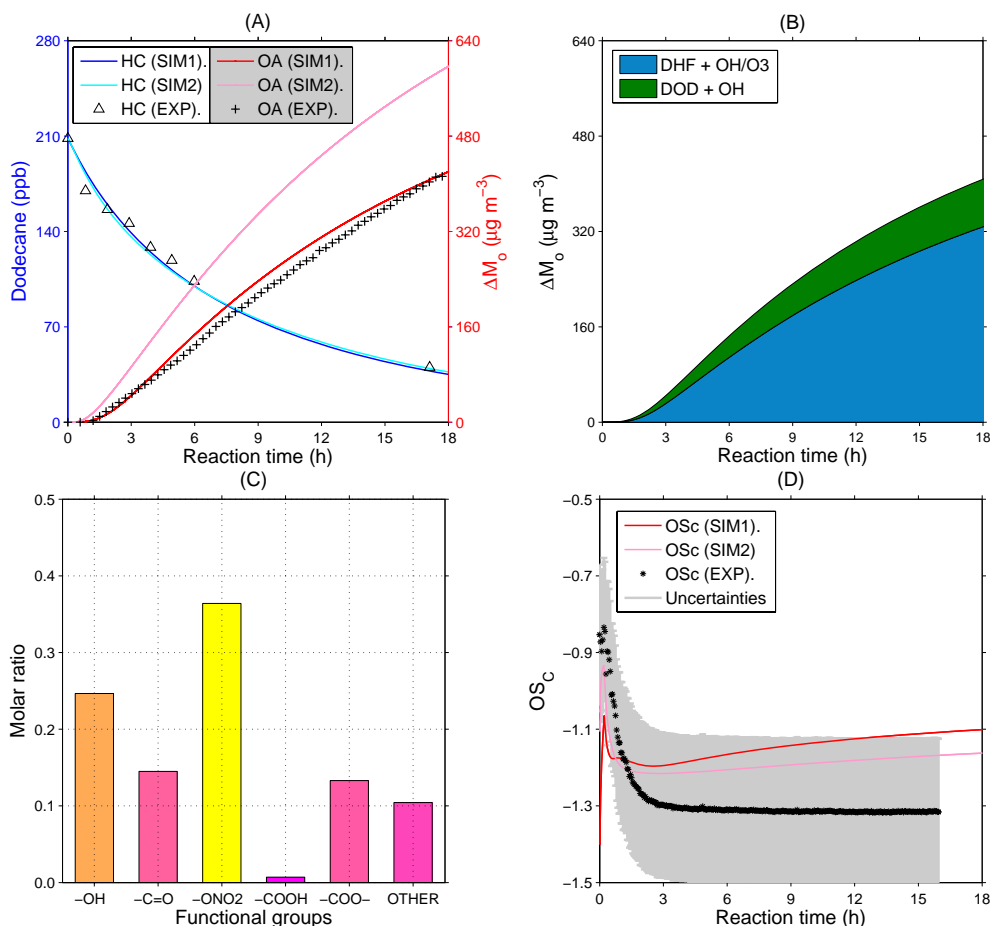 (A)
280
210
140
70
0
Dodecane (ppb)
HC (SIM1).
HC (SIM2)
HC (EXP).
OA (SIM1).
OA (SIM2).
OA (EXP).
640
480
320
160
0
ΔMo (μg m−3)
0 3 6 9 12 15 18
Reaction time (h)
(B)
640
480
320
160
0
ΔMo (μg m−3)
DHF + OH/O3
DOD + OH
0 3 6 9 12 15 18
Reaction time (h)
(C)
0.5
0.4
0.3
0.2
0.1
0.0
Molar ratio
−OH −C=O −ONO2 −COOH −COO− OTHER
Functional groups
(D)
−0.5
−0.7
−0.9
−1.1
−1.3
−1.5
OSC
OSc (SIM1).
OSc (SIM2)
OSc (EXP).
Uncertainties
0 3 6 9 12 15 18
Reaction time (h)